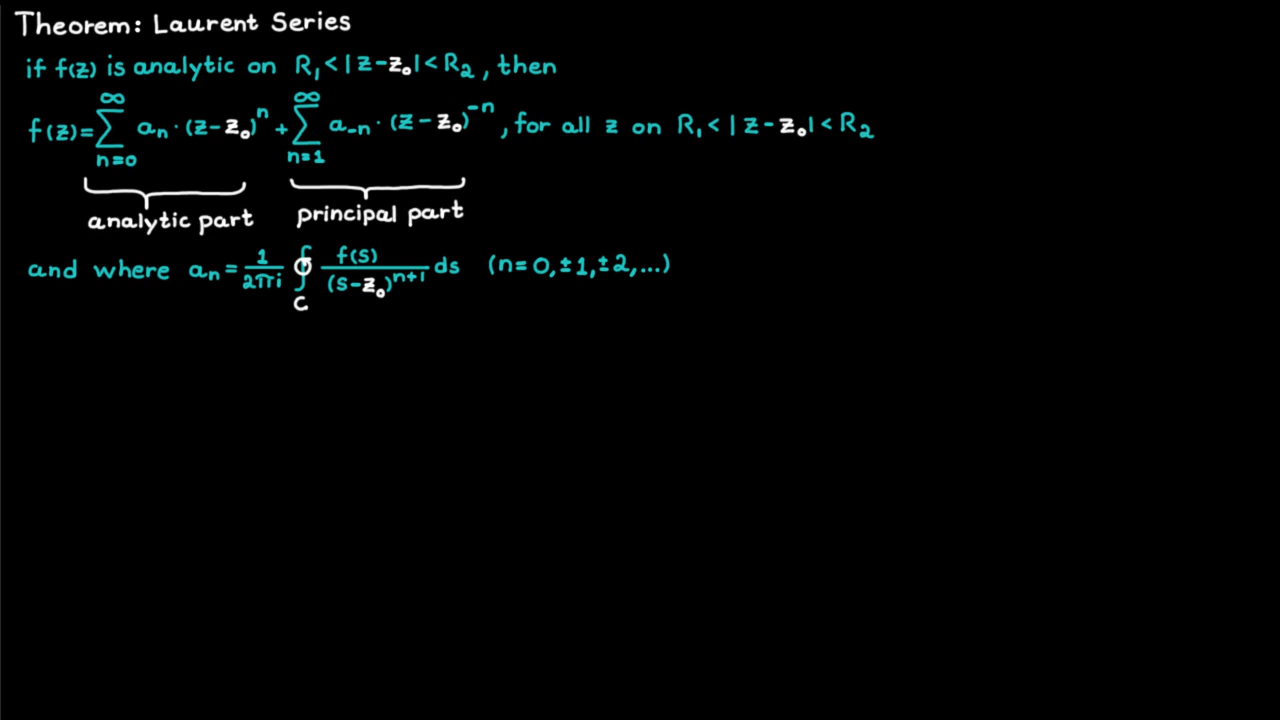 Theorem: Laurent Series
if f(z) is analytic on R₁ < |z - z₀| < R₂, then
f(z) = ∑_{n=0}^{∞} aₙ · (z - z₀)ⁿ + ∑_{n=1}^{∞} a₋ₙ · (z - z₀)⁻ⁿ, for all z on R₁ < |z - z₀| < R₂
analytic part principal part
and where aₙ = \frac{1}{2πi} ∮_C \frac{f(s)}{(s - z₀)^{n+1}} ds (n = 0, ±1, ±2, ...)